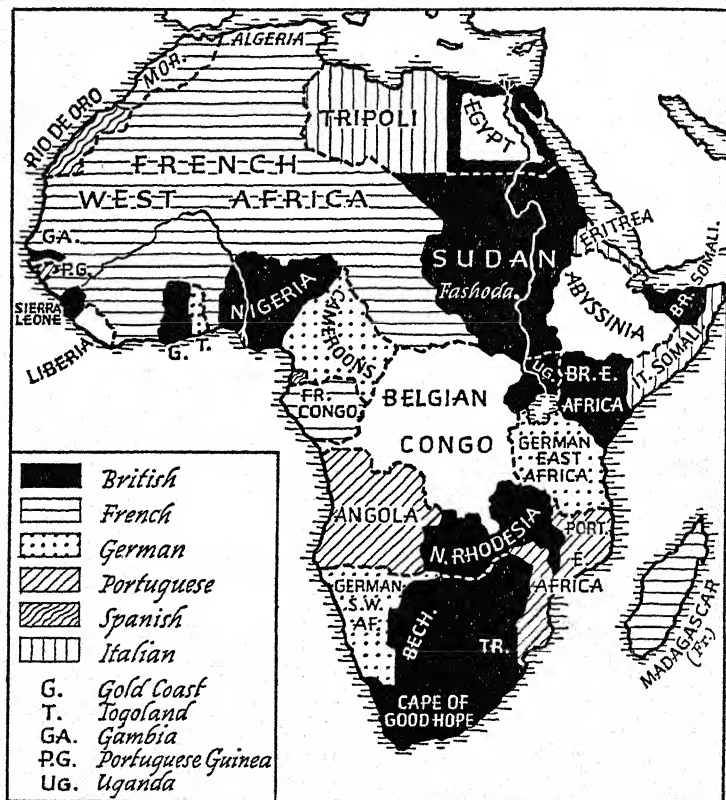 ALGERIA
MOR.
RIO DE ORO
TRIPOLI
EGYPT
FRENCH
WEST AFRICA
GA.
P.G.
SIERRA
LEONE
LIBERIA
G.
T.
NIGERIA
CAMEROONS
SUDAN
Fashoda.
ERITREA
ABYSSINIA
BR. SOMALI.
IT. SOMALI
UG.
BR. E.
AFRICA
FR.
CONGO
BELGIAN
CONGO
GERMAN
EAST
AFRICA
ANGOLA
N. RHODESIA
PORT.
E.
AFRICA
GERMAN
S.W.
AF.
BECH.
TR.
CAPE OF
GOOD HOPE
MADAGASCAR
(Fr.)
British
French
German
Portuguese
Spanish
Italian
G. Gold Coast
T. Togoland
GA. Gambia
P.G. Portuguese Guinea
UG. Uganda